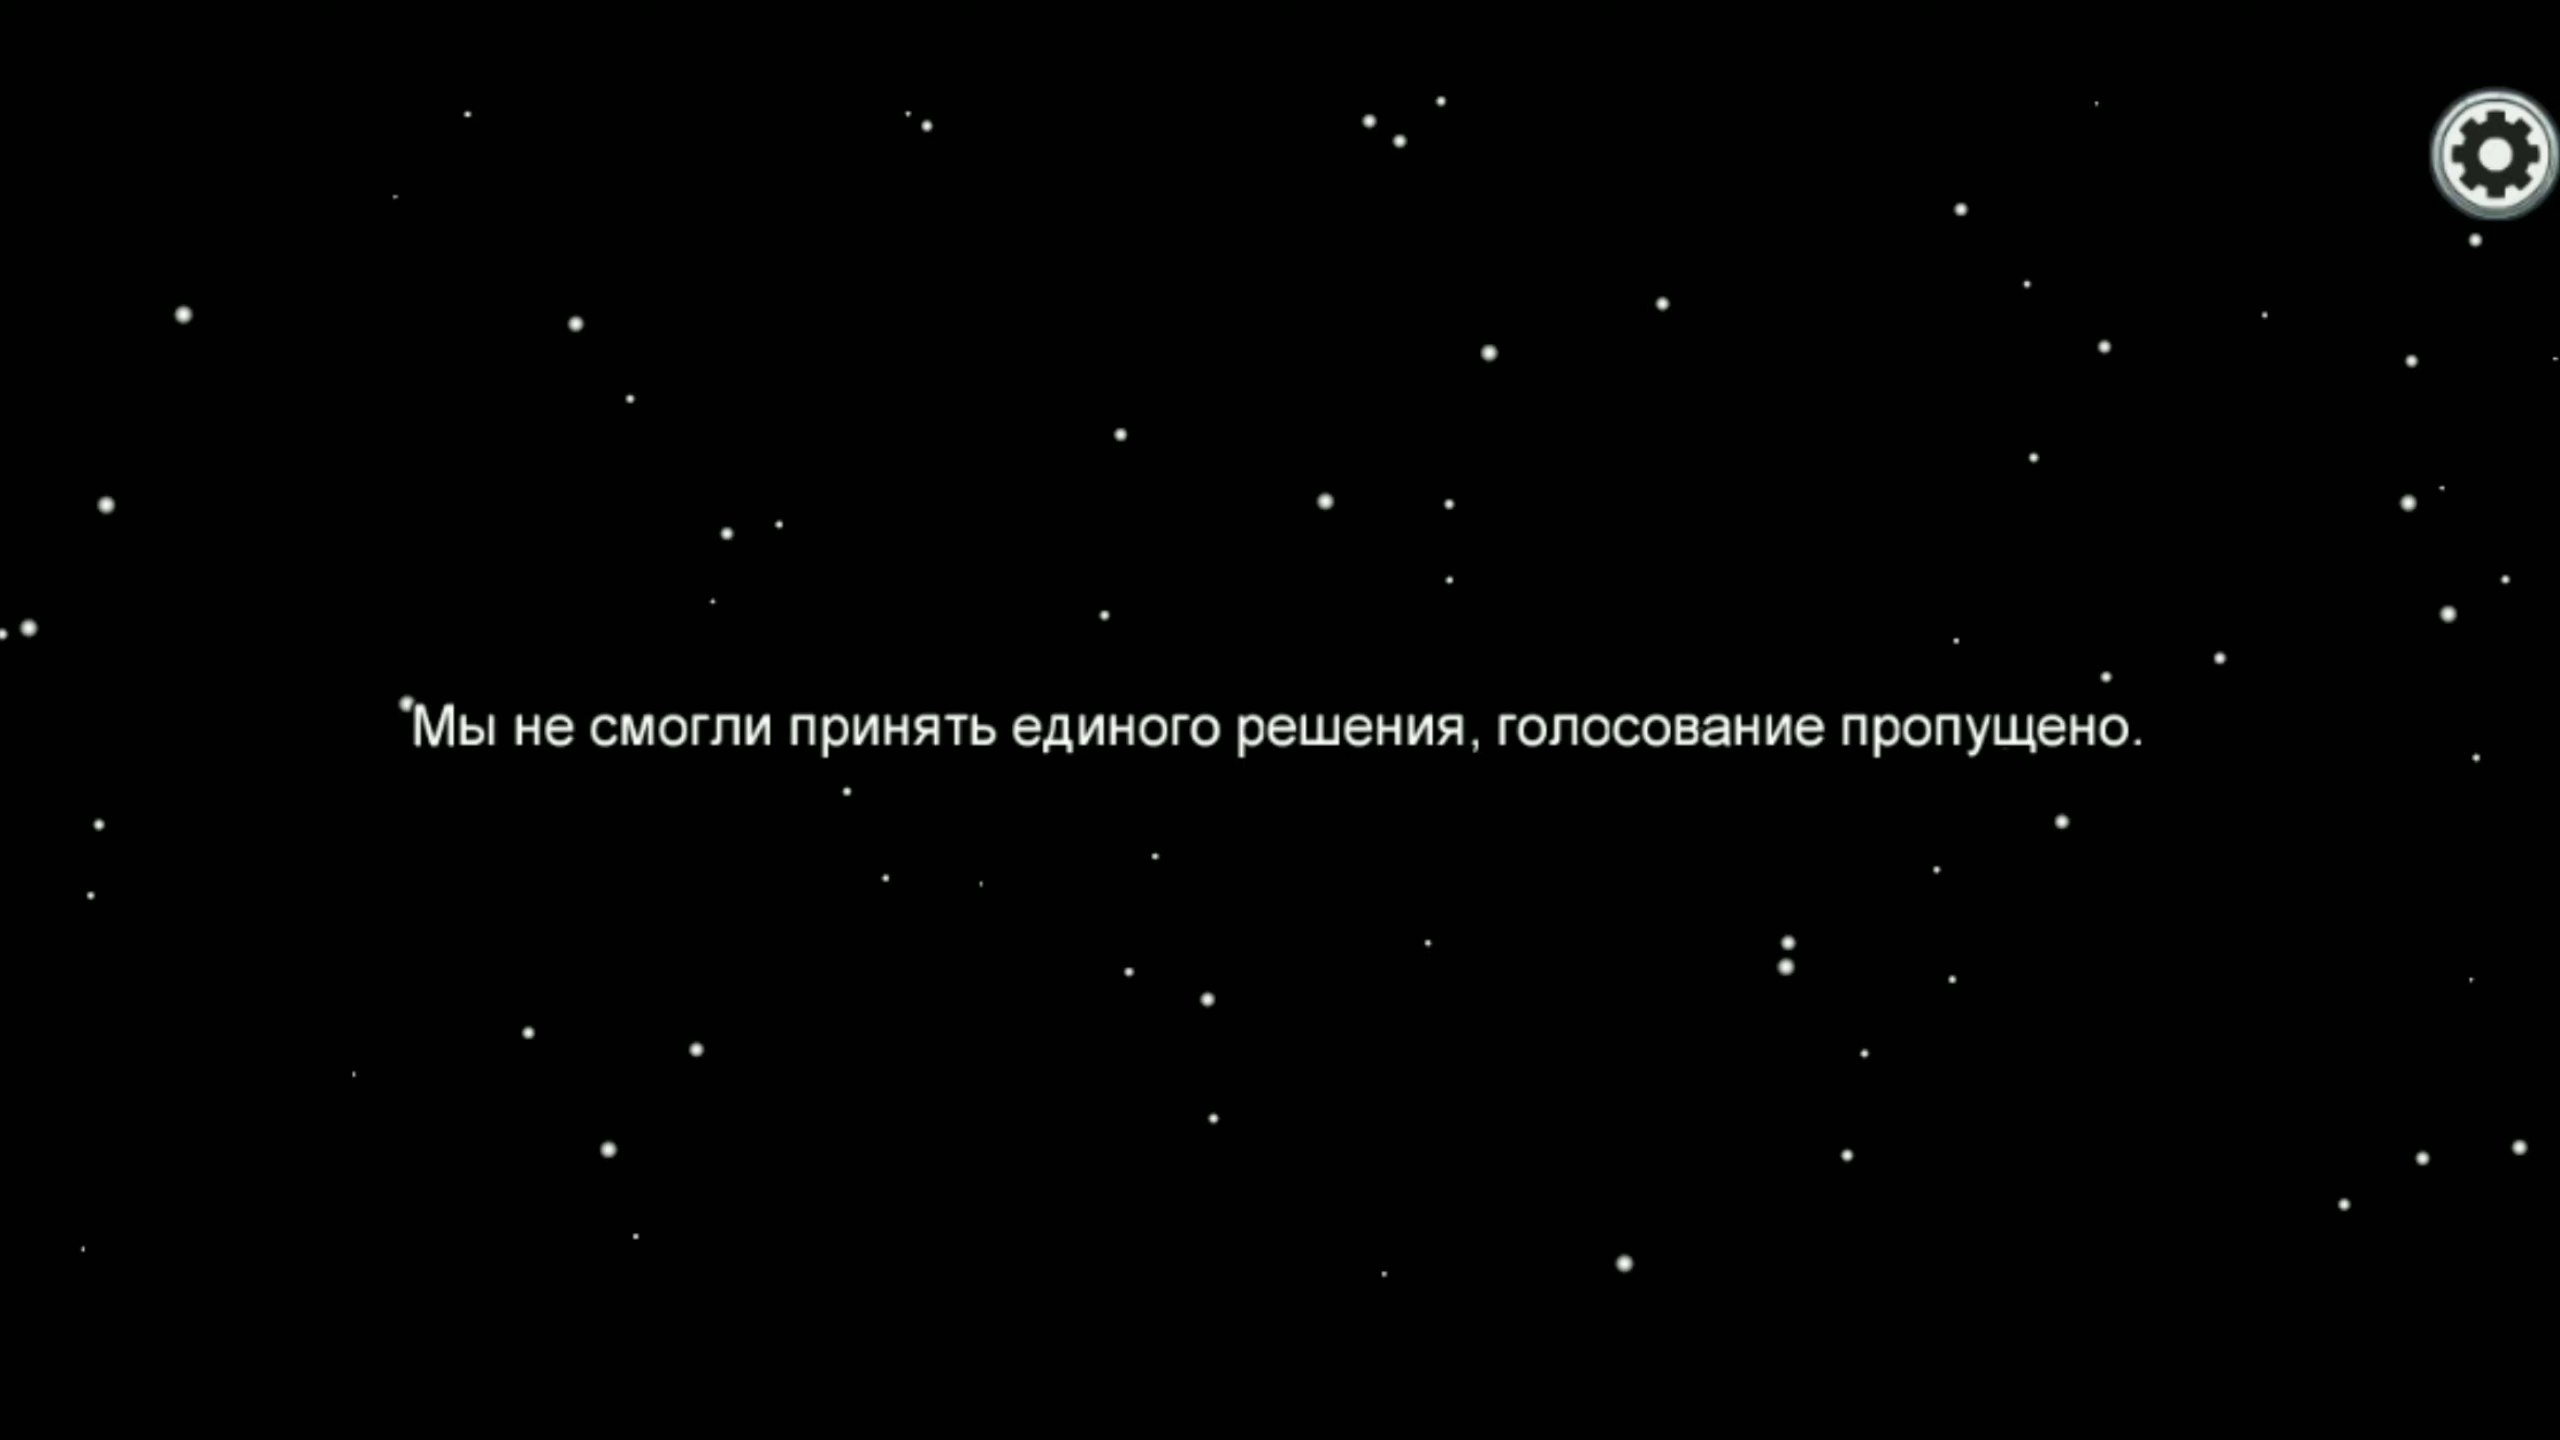 Мы не смогли принять единого решения, голосование пропущено.